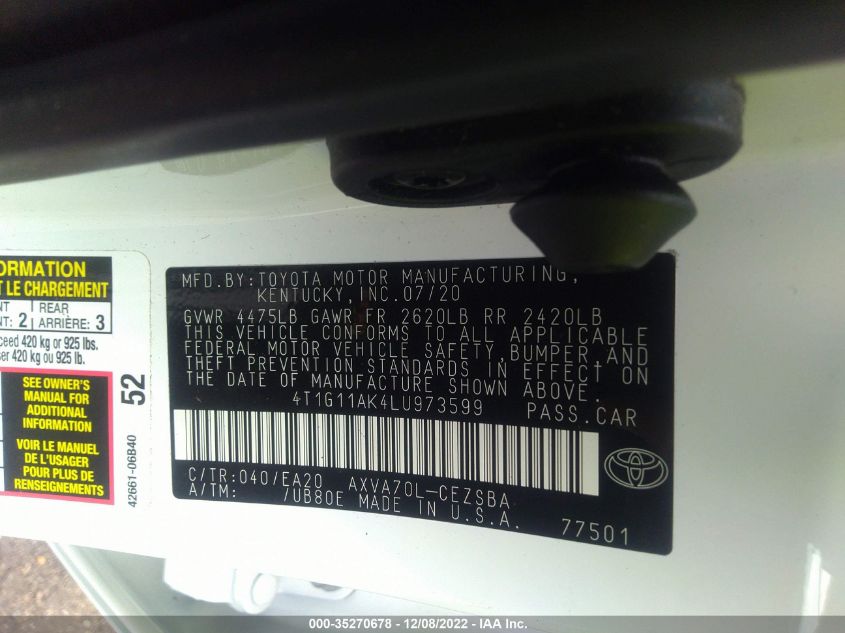 ORMATION
T LE CHARGEMENT
NT REAR
NT: 2 ARRIÈRE: 3
ceed 420 kg or 925 lbs.
ser 420 kg ou 925 lb.
SEE OWNER'S
MANUAL FOR
ADDITIONAL
INFORMATION
VOIR LE MANUEL
DE L'USAGER
POUR PLUS DE
RENSEIGNEMENTS
52
42661-06B40
MFD.BY:TOYOTA MOTOR MANUFACTURING,
KENTUCKY, INC.07/20
GVWR 4475LB GAWR FR 2620LB RR 2420LB
THIS VEHICLE CONFORMS TO ALL APPLICABLE
FEDERAL MOTOR VEHICLE SAFETY,BUMPER,AND
THEFT PREVENTION STANDARDS IN EFFECT ON
THE DATE OF MANUFACTURE SHOWN ABOVE.
4T1G11AK4LU973599 PASS.CAR
C/TR:040/EA20 AXVA70L-CEZSBA
A/TM: /UB80E MADE IN U.S.A.
77501
000-35270678 - 12/08/2022 - IAA Inc.